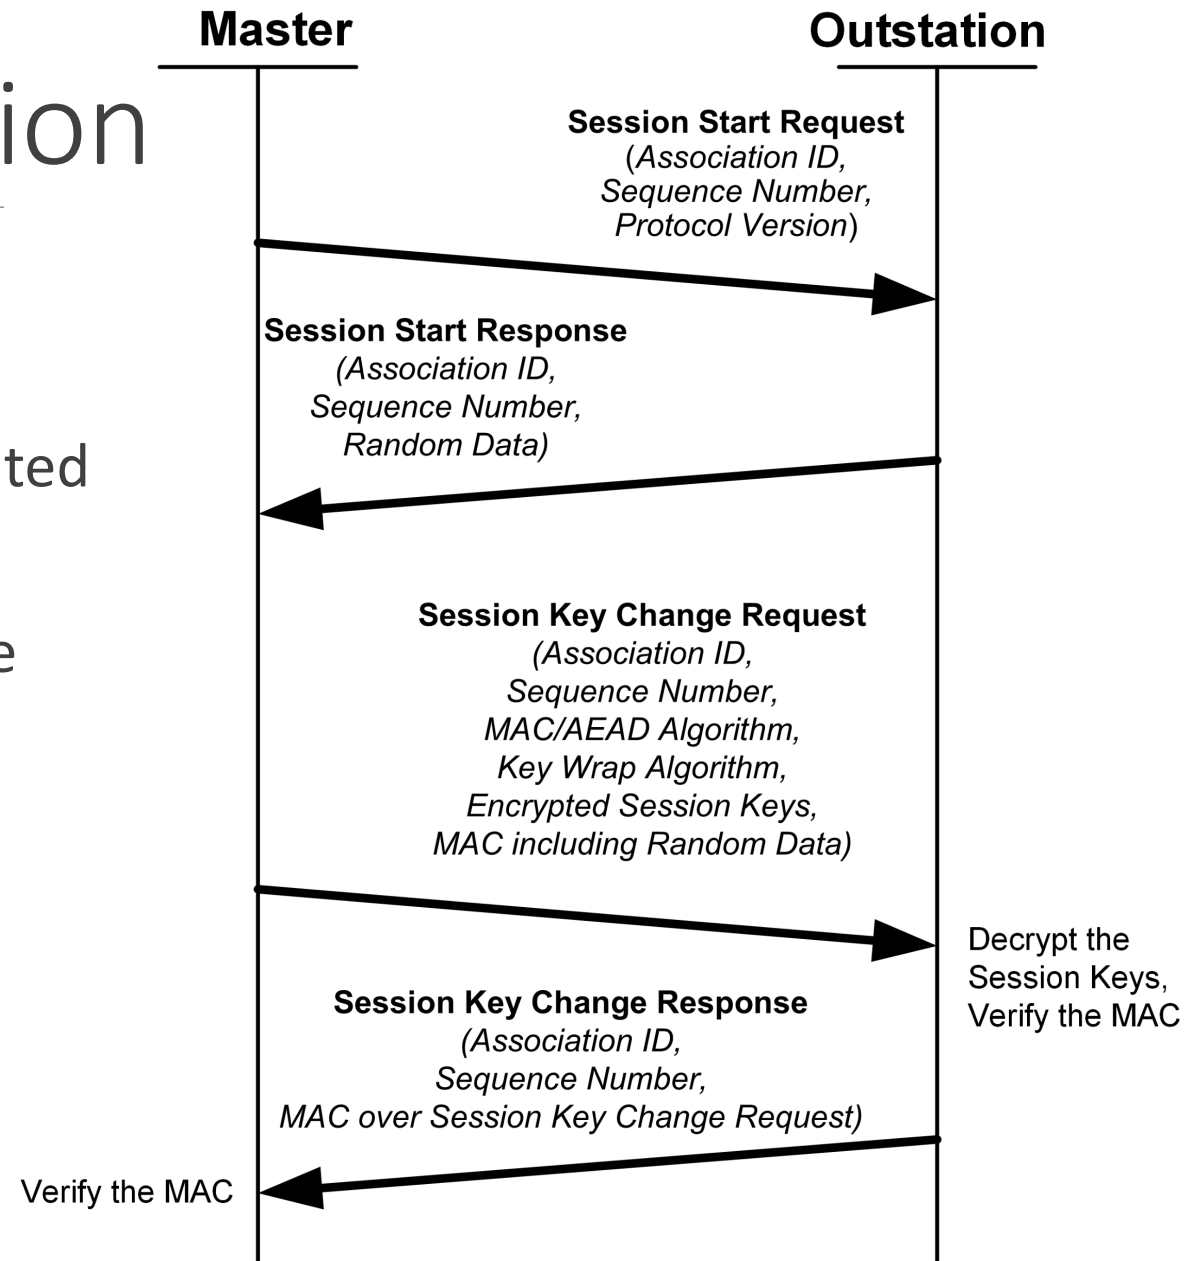 Master
Outstation
ion
Session Start Request
(Association ID,
Sequence Number,
Protocol Version)
Session Start Response
(Association ID,
Sequence Number,
Random Data)
ted
Session Key Change Request
(Association ID,
Sequence Number,
MAC/AEAD Algorithm,
Key Wrap Algorithm,
Encrypted Session Keys,
MAC including Random Data)
e
Decrypt the
Session Keys,
Verify the MAC
Session Key Change Response
(Association ID,
Sequence Number,
MAC over Session Key Change Request)
Verify the MAC